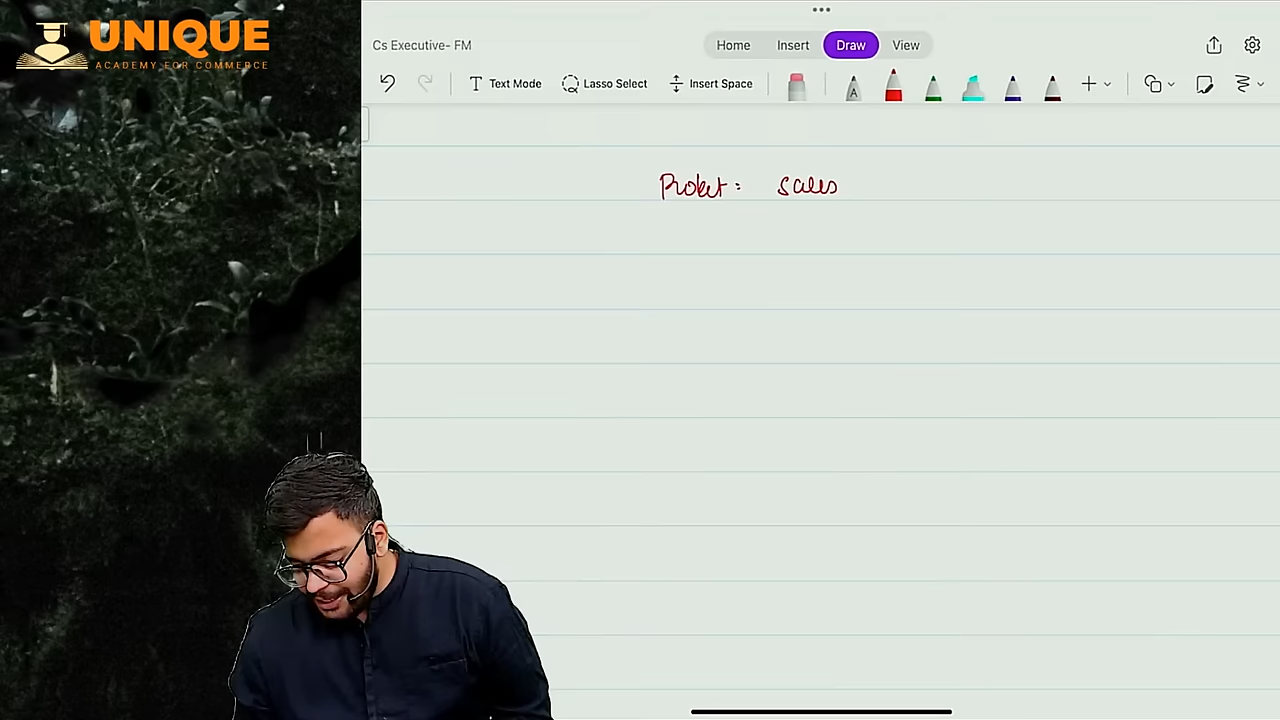 UNIQUE
ACADEMY FOR COMMERCE
Cs Executive- FM
Home Insert Draw View
Text Mode Lasso Select Insert Space
A
Profit = Sales